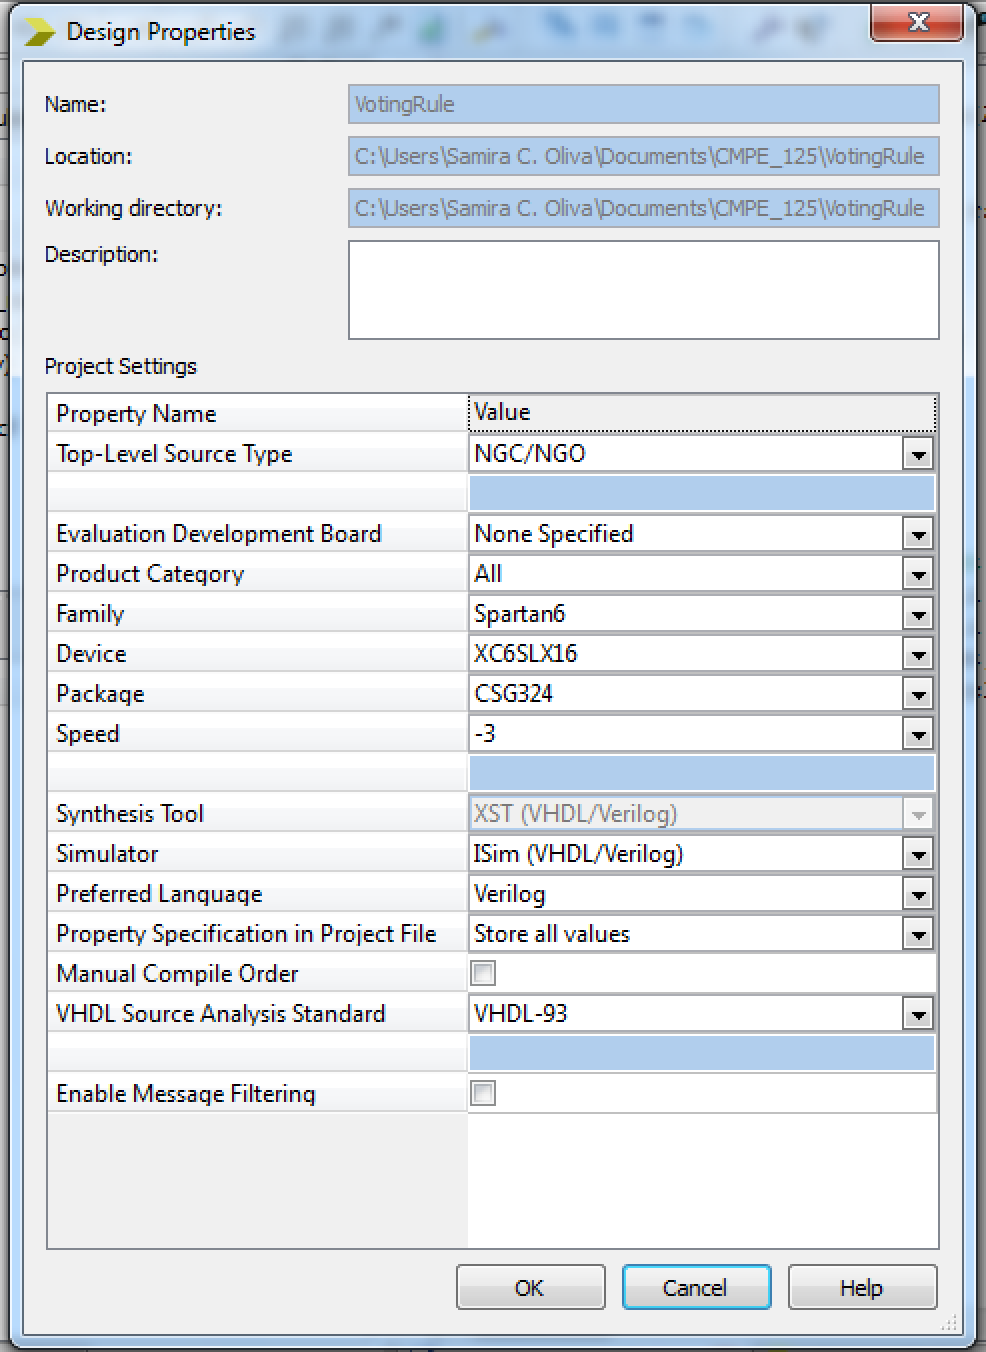 Design Properties
Name: VotingRule
Location: C:\Users\Samira C. Oliva\Documents\CMPE_125\VotingRule
Working directory: C:\Users\Samira C. Oliva\Documents\CMPE_125\VotingRule
Description:
Project Settings
Property Name Value
Top-Level Source Type NGC/NGO
Evaluation Development Board None Specified
Product Category All
Family Spartan6
Device XC6SLX16
Package CSG324
Speed -3
Synthesis Tool XST (VHDL/Verilog)
Simulator ISim (VHDL/Verilog)
Preferred Language Verilog
Property Specification in Project File Store all values
Manual Compile Order
VHDL Source Analysis Standard VHDL-93
Enable Message Filtering
OK Cancel Help